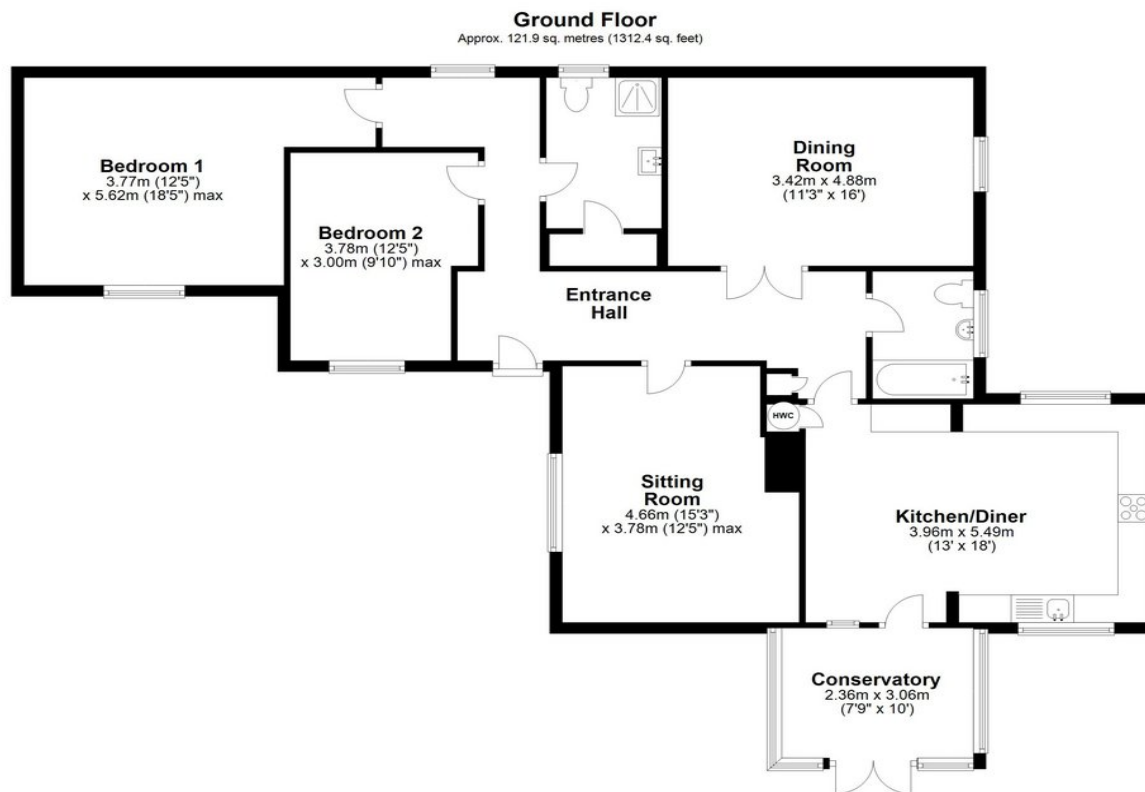 Ground Floor
Approx. 121.9 sq. metres (1312.4 sq. feet)
Bedroom 1
3.77m (12'5")
x 5.62m (18'5") max
Bedroom 2
3.78m (12'5")
x 3.00m (9'10") max
Dining
Room
3.42m x 4.88m
(11'3" x 16')
Entrance
Hall
HWC
Sitting
Room
4.66m (15'3")
x 3.78m (12'5") max
Kitchen/Diner
3.96m x 5.49m
(13' x 18')
Conservatory
2.36m x 3.06m
(7'9" x 10')